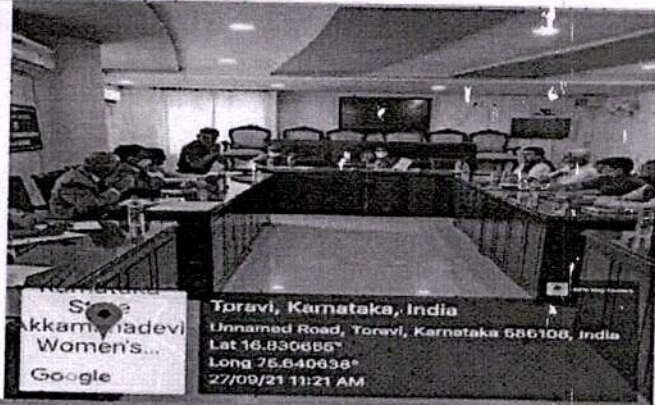 Akkamahadevi
Women's...
Google
Toravi, Karnataka, India
Unnamed Road, Toravi, Karnataka 586108, India
Lat 16.830665°
Long 75.640638°
27/09/21 11:21 AM